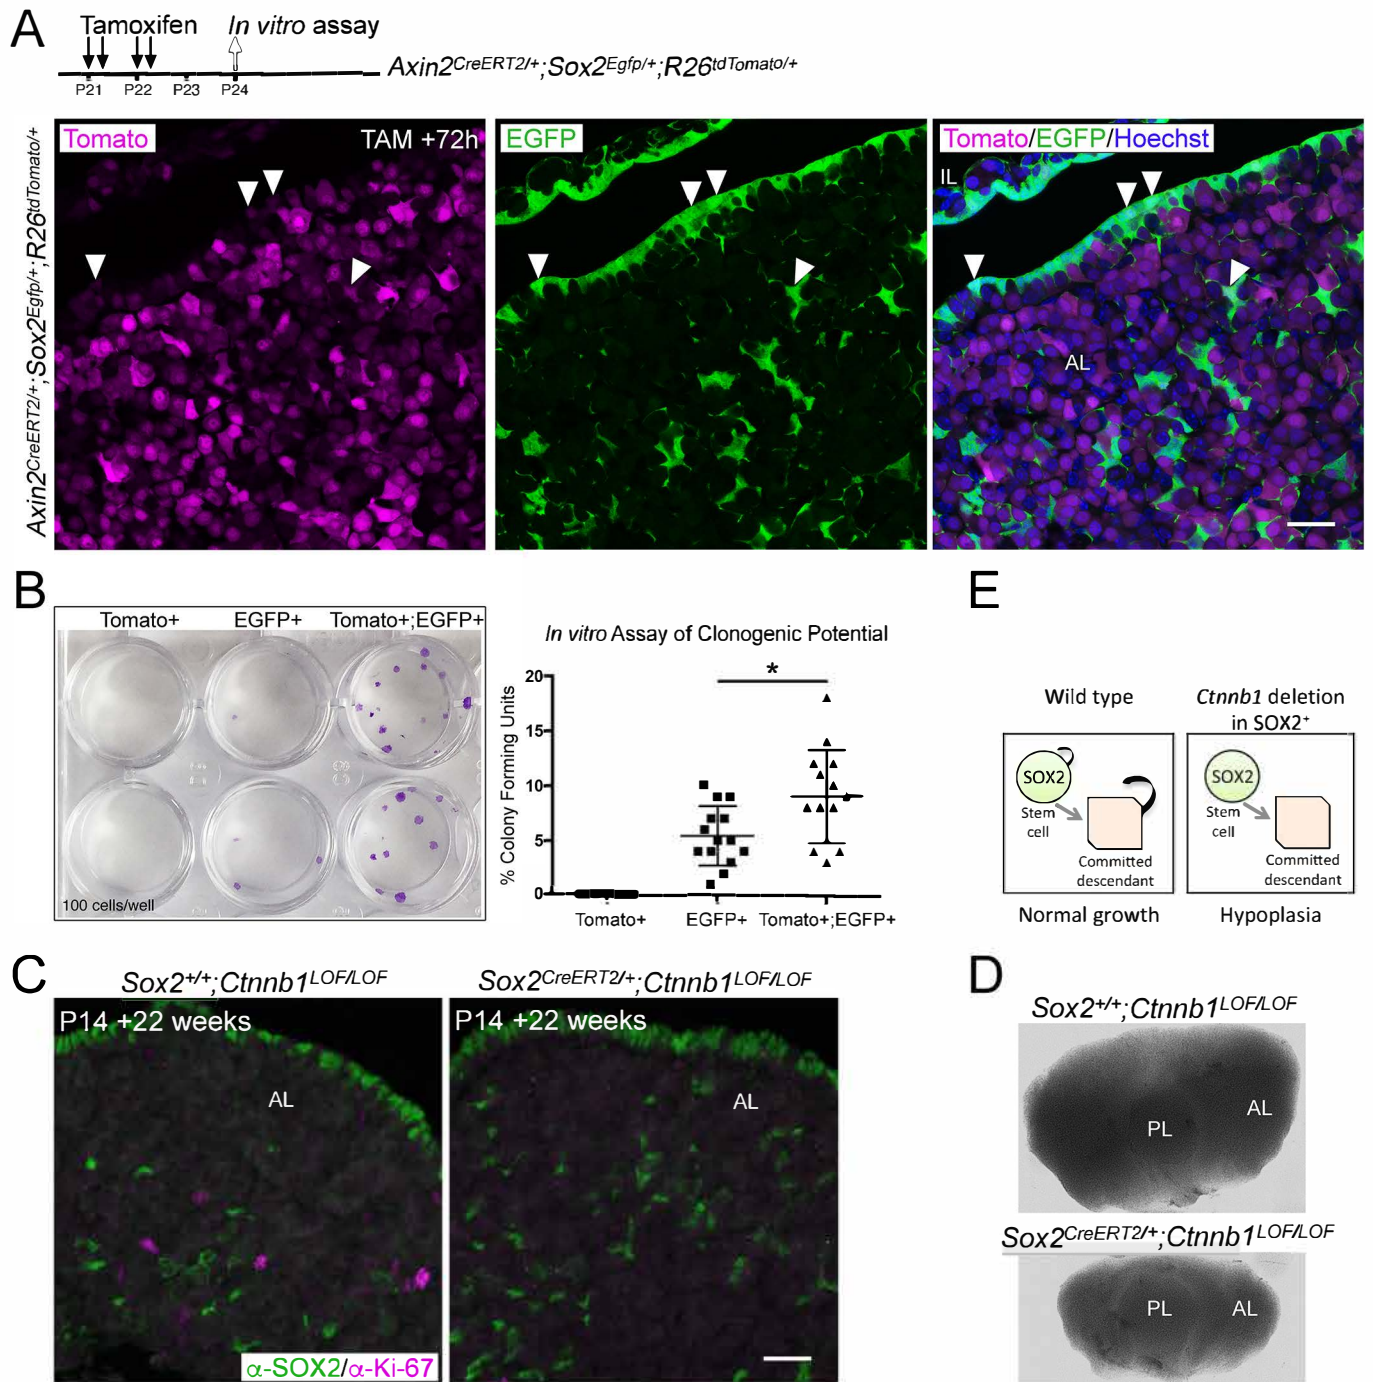 A
Tamoxifen In vitro assay
P21 P22 P23 P24
Axin2CreERT2/+;Sox2Egfp/+;R26tdTomato/+
Axin2CreERT2/+;Sox2Egfp/+;R26tdTomato/+
Tomato TAM +72h
EGFP
Tomato/EGFP/Hoechst
IL
AL
B
Tomato+ EGFP+ Tomato+;EGFP+
100 cells/well
In vitro Assay of Clonogenic Potential
*
% Colony Forming Units
20
15
10
5
0
Tomato+ EGFP+ Tomato+;EGFP+
E
Wild type
SOX2
Stem
cell
Committed
descendant
Normal growth
Ctnnb1 deletion
in SOX2+
SOX2
Stem
cell
Committed
descendant
Hypoplasia
C
Sox2+/+;Ctnnb1LOF/LOF
P14 +22 weeks
AL
α-SOX2/α-Ki-67
Sox2CreERT2/+;Ctnnb1LOF/LOF
P14 +22 weeks
AL
D
Sox2+/+;Ctnnb1LOF/LOF
PL AL
Sox2CreERT2/+;Ctnnb1LOF/LOF
PL AL